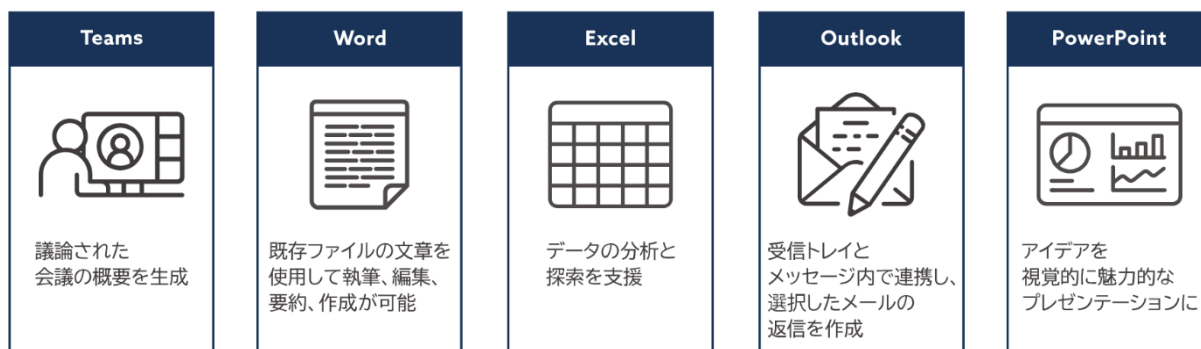 Teams
議論された
会議の概要を生成
Word
既存ファイルの文章を
使用して執筆、編集、
要約、作成が可能
Excel
データの分析と
探索を支援
Outlook
受信トレイと
メッセージ内で連携し、
選択したメールの
返信を作成
PowerPoint
アイデアを
視覚的に魅力的な
プレゼンテーションに